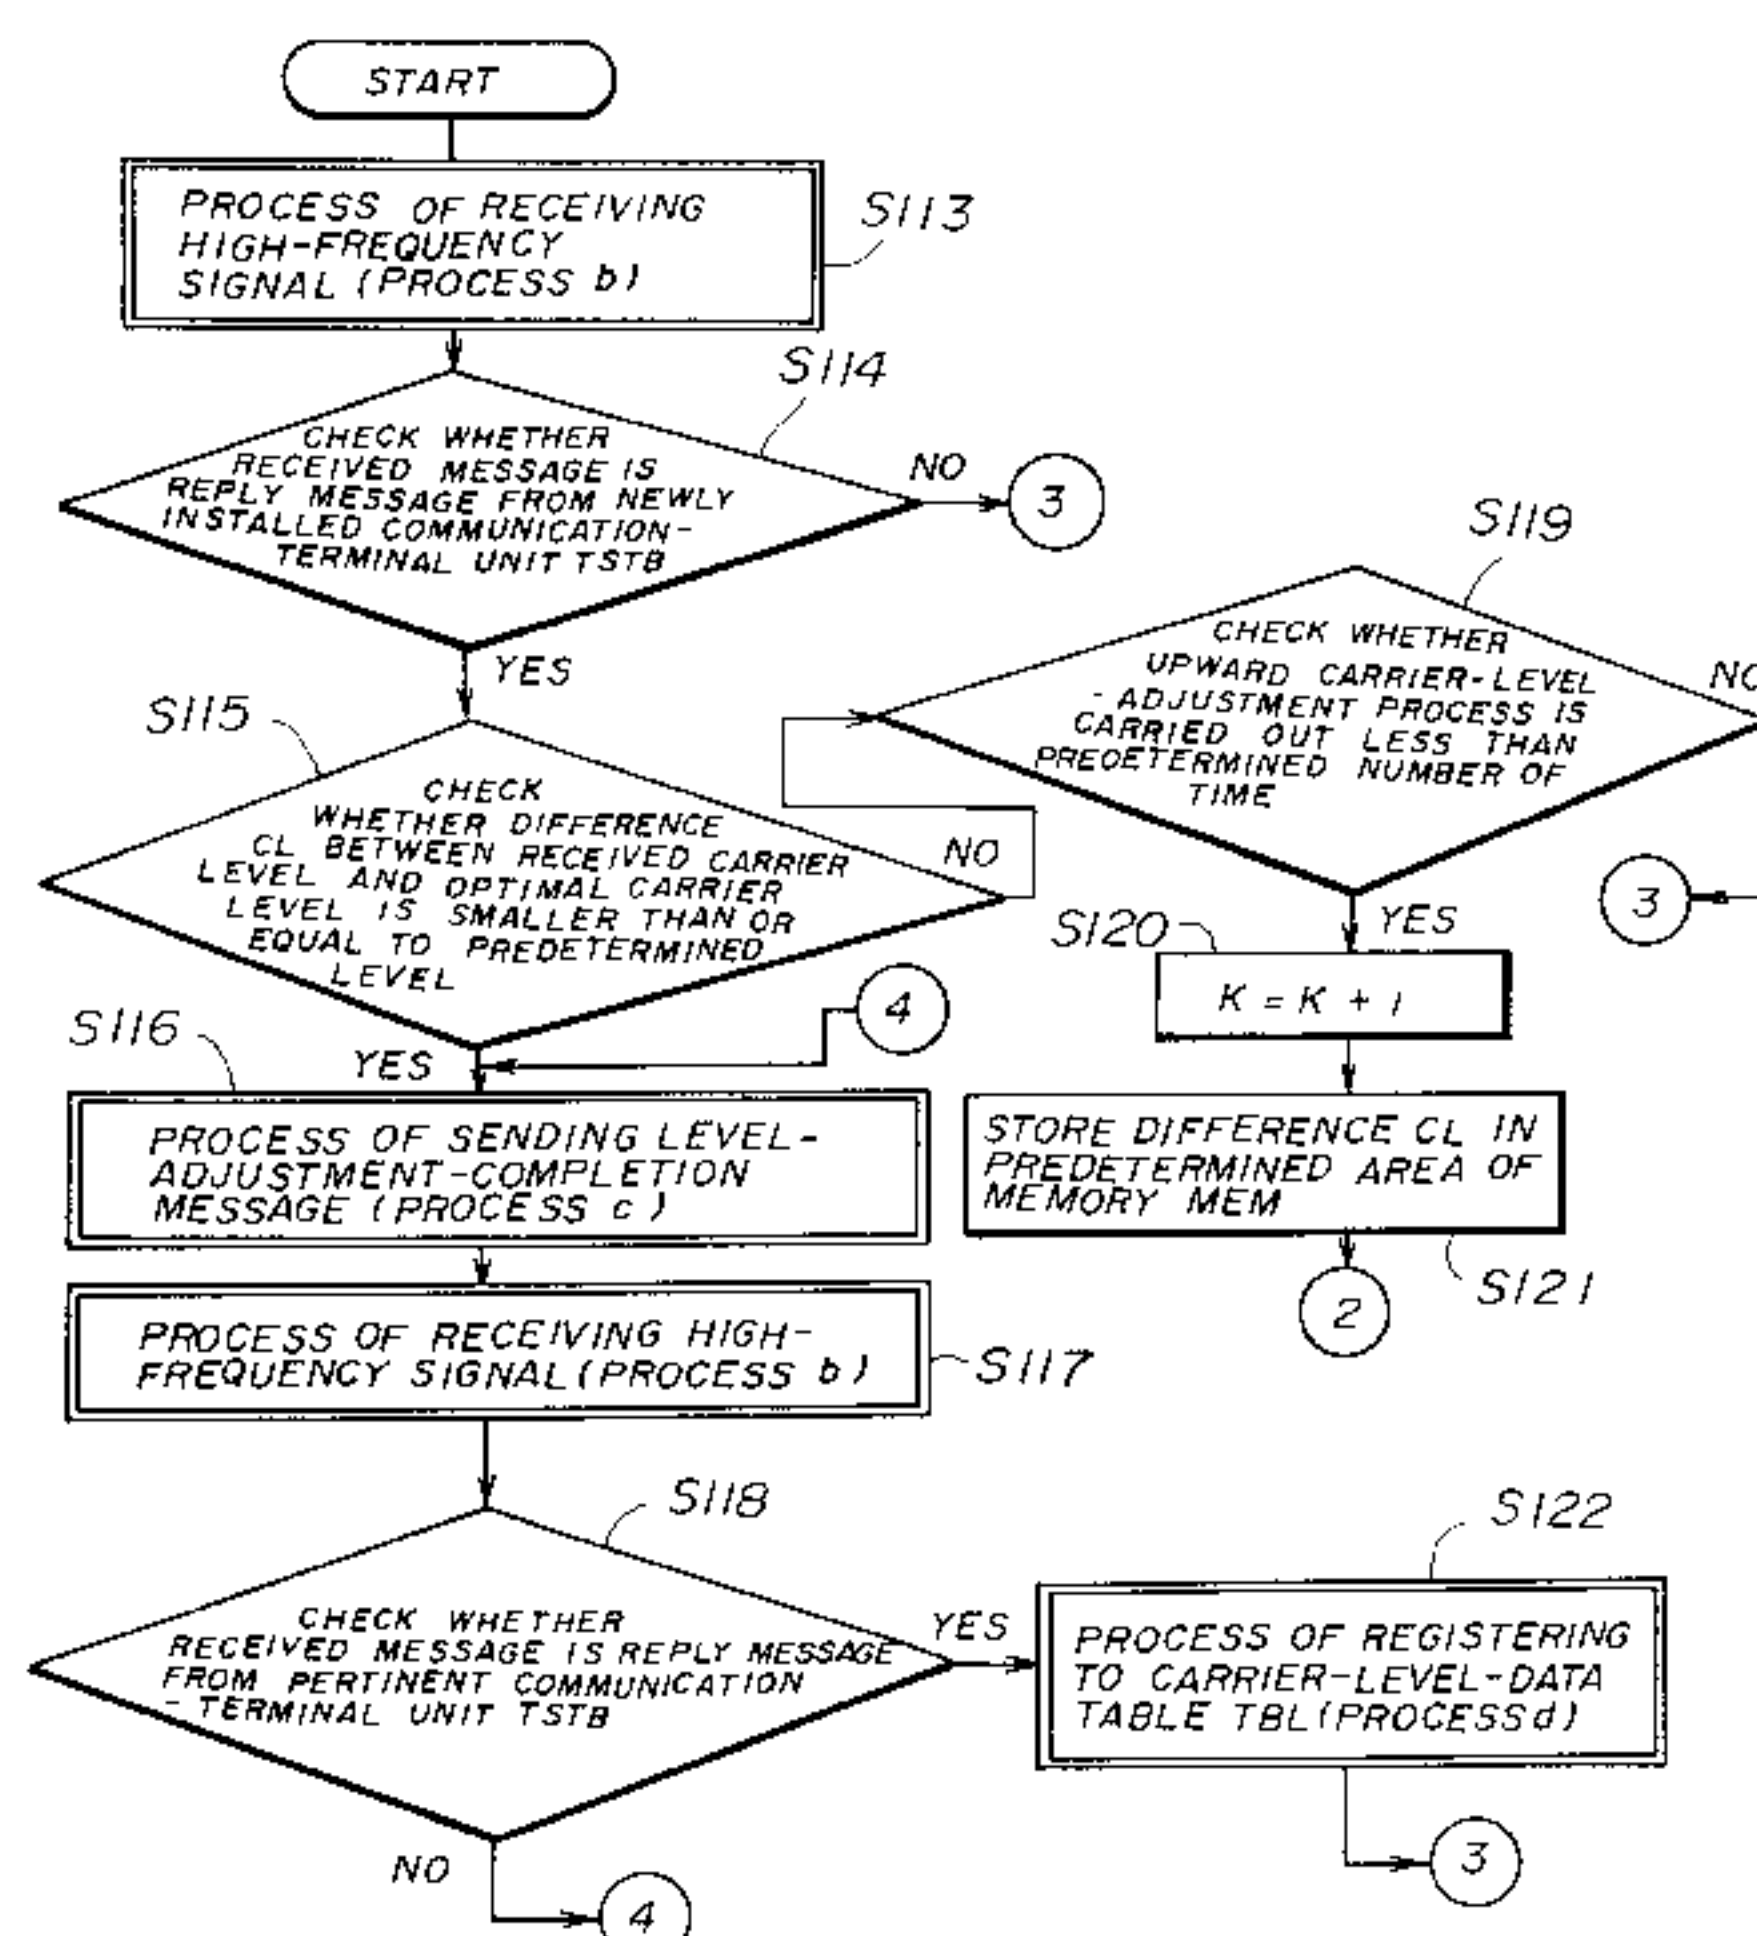 START
PROCESS OF RECEIVING
HIGH-FREQUENCY
SIGNAL (PROCESS b)
S113
S114
CHECK WHETHER
RECEIVED MESSAGE IS
REPLY MESSAGE FROM NEWLY
INSTALLED COMMUNICATION-
TERMINAL UNIT TSTB
NO
3
YES
S115
CHECK
WHETHER DIFFERENCE
CL BETWEEN RECEIVED CARRIER
LEVEL AND OPTIMAL CARRIER
LEVEL IS SMALLER THAN OR
EQUAL TO PREDETERMINED
LEVEL
NO
4
YES
S116
PROCESS OF SENDING LEVEL-
ADJUSTMENT-COMPLETION
MESSAGE (PROCESS c)
PROCESS OF RECEIVING HIGH-
FREQUENCY SIGNAL (PROCESS b)
S117
S118
CHECK WHETHER
RECEIVED MESSAGE IS REPLY MESSAGE
FROM PERTINENT COMMUNICATION
-TERMINAL UNIT TSTB
YES
NO
4
S119
CHECK WHETHER
UPWARD CARRIER-LEVEL
-ADJUSTMENT PROCESS IS
CARRIED OUT LESS THAN
PREDETERMINED NUMBER OF
TIME
NO
3
YES
S120
K = K + 1
STORE DIFFERENCE CL IN
PREDETERMINED AREA OF
MEMORY MEM
S121
2
S122
PROCESS OF REGISTERING
TO CARRIER-LEVEL-DATA
TABLE TBL (PROCESS d)
3